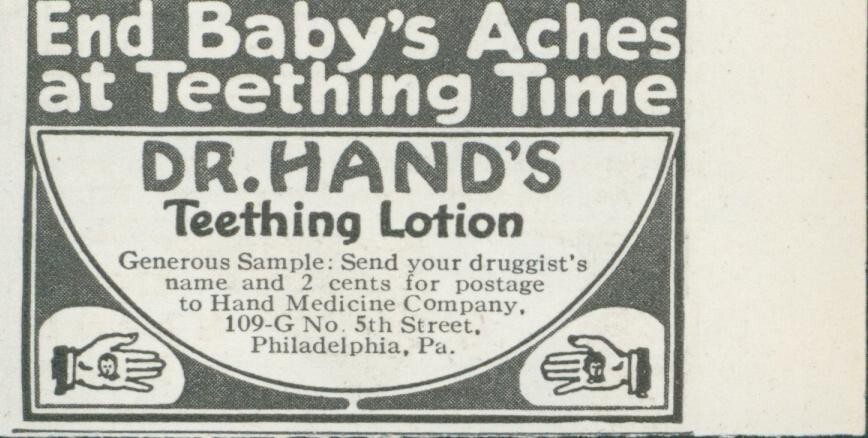 End Baby's Aches
at Teething Time
DR. HAND'S
Teething Lotion
Generous Sample: Send your druggist's
name and 2 cents for postage
to Hand Medicine Company,
109-G No. 5th Street,
Philadelphia, Pa.